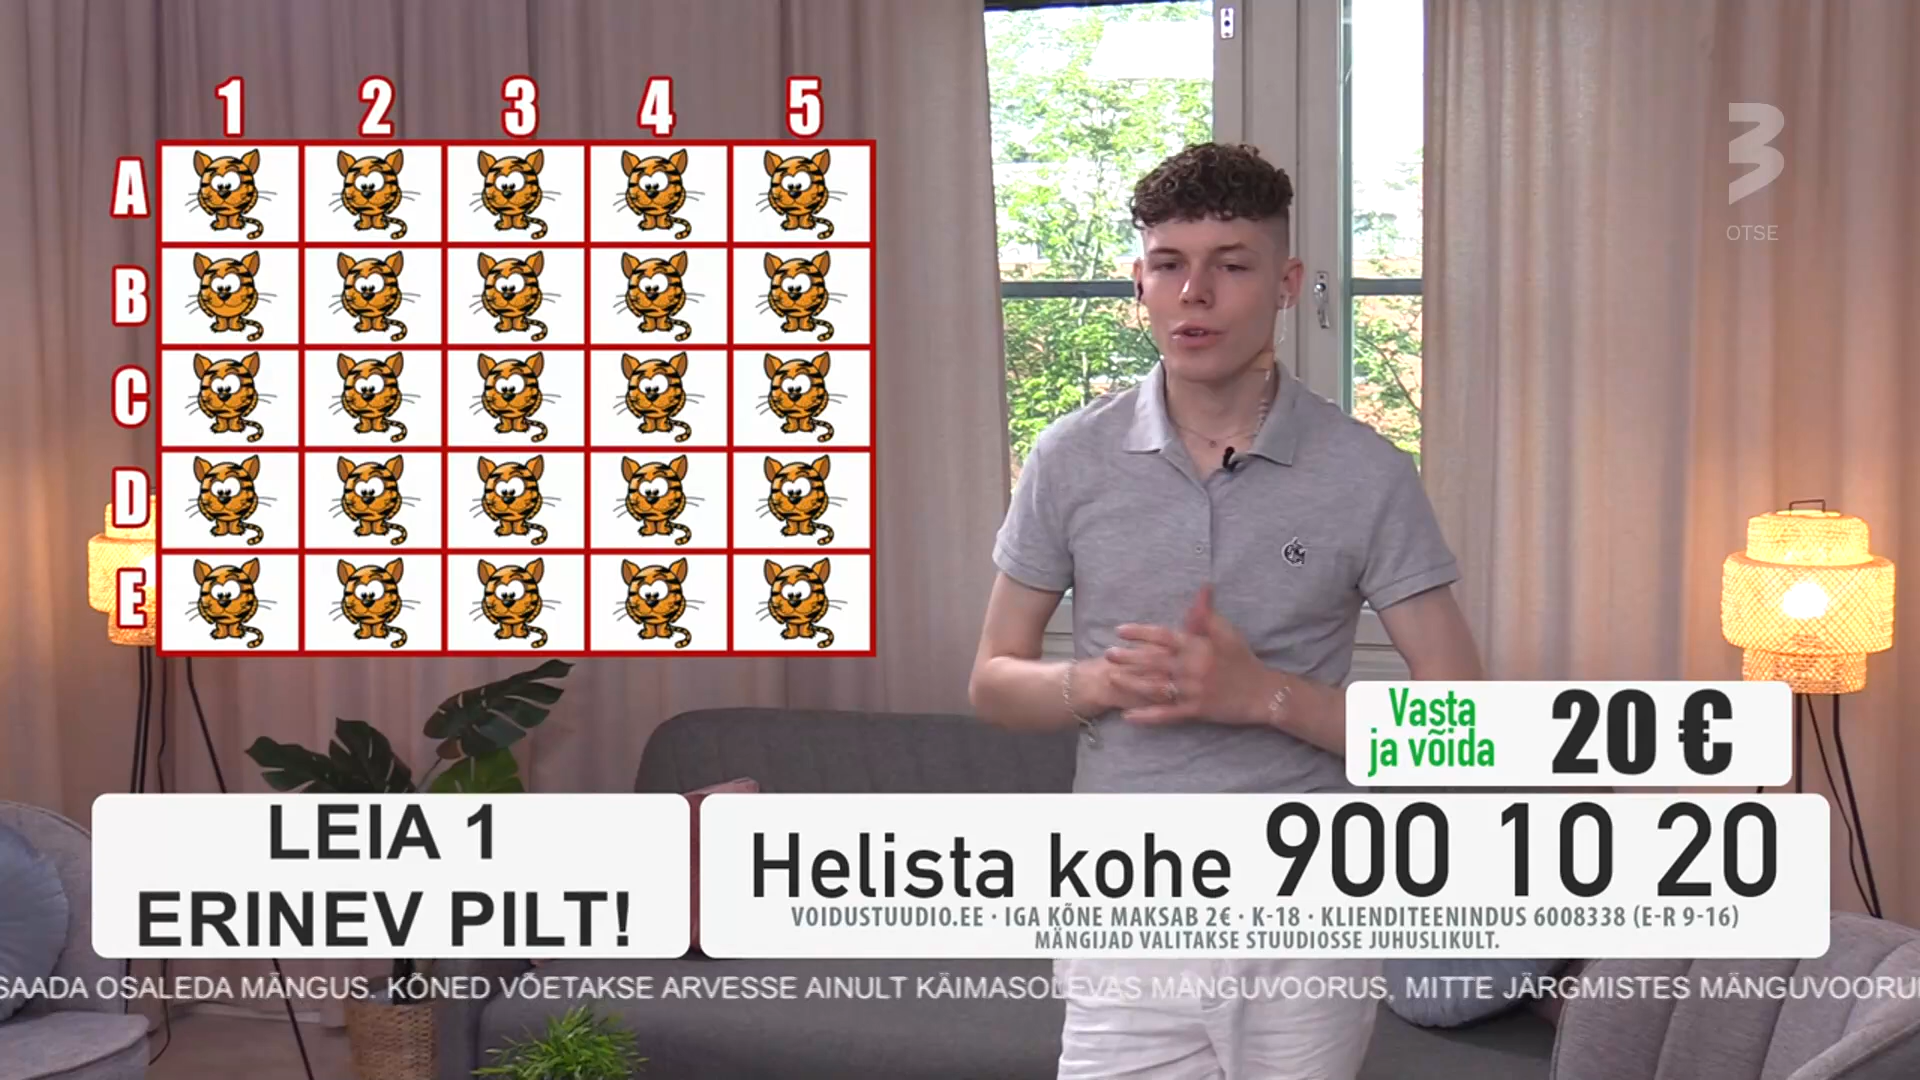 1 2 3 4 5
A
B
C
D
E
3
OTSE
Vasta
ja võida
20 €
LEIA 1
ERINEV PILT!
Helista kohe 900 10 20
VOIDUSTUUDIO.EE · IGA KÕNE MAKSAB 2€ · K-18 · KLIENDITEENINDUS 6008338 (E-R 9-16)
MÄNGIJAD VALITAKSE STUUDIOSSE JUHUSLIKULT.
SAADA OSALEDA MÄNGUS. KÕNED VÕETAKSE ARVESSE AINULT KÄIMASOLEVAS MÄNGUVOORUS, MITTE JÄRGMISTES MÄNGUVOORU